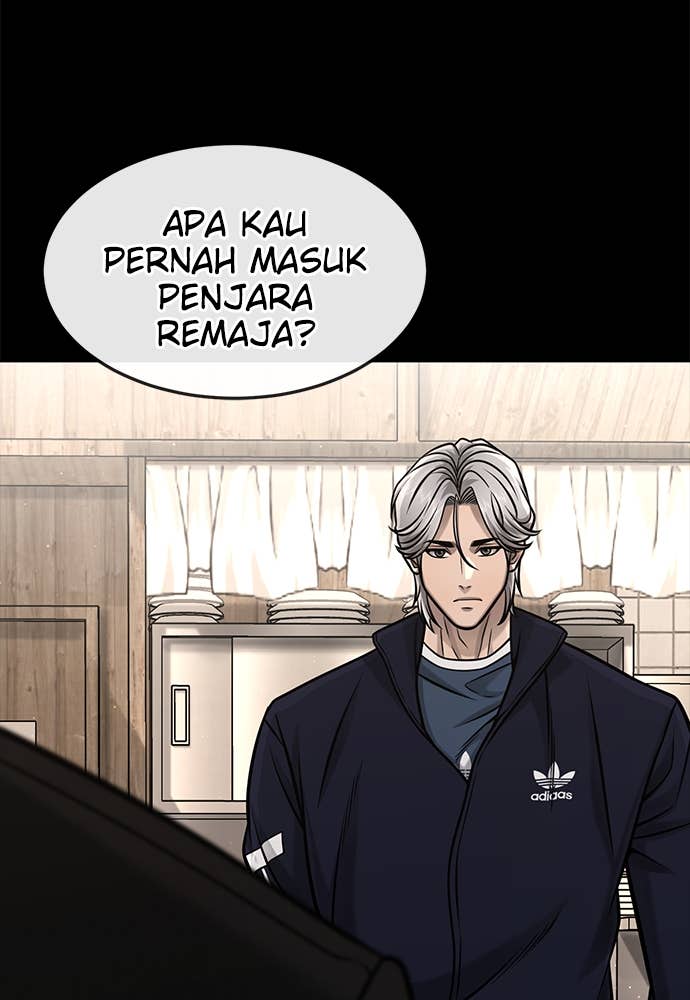 APA KAU
PERNAH MASUK
PENJARA
REMAJA?
adidas